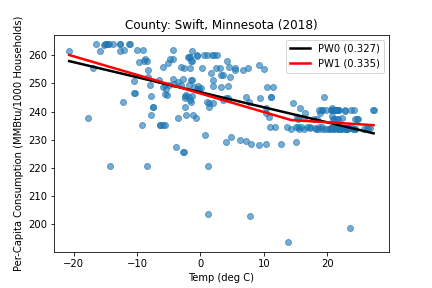 County: Swift, Minnesota (2018)
Per-Capita Consumption (MMBtu/1000 Households)
260
250
240
230
220
210
200
PW0 (0.327)
PW1 (0.335)
−20 −10 0 10 20
Temp (deg C)